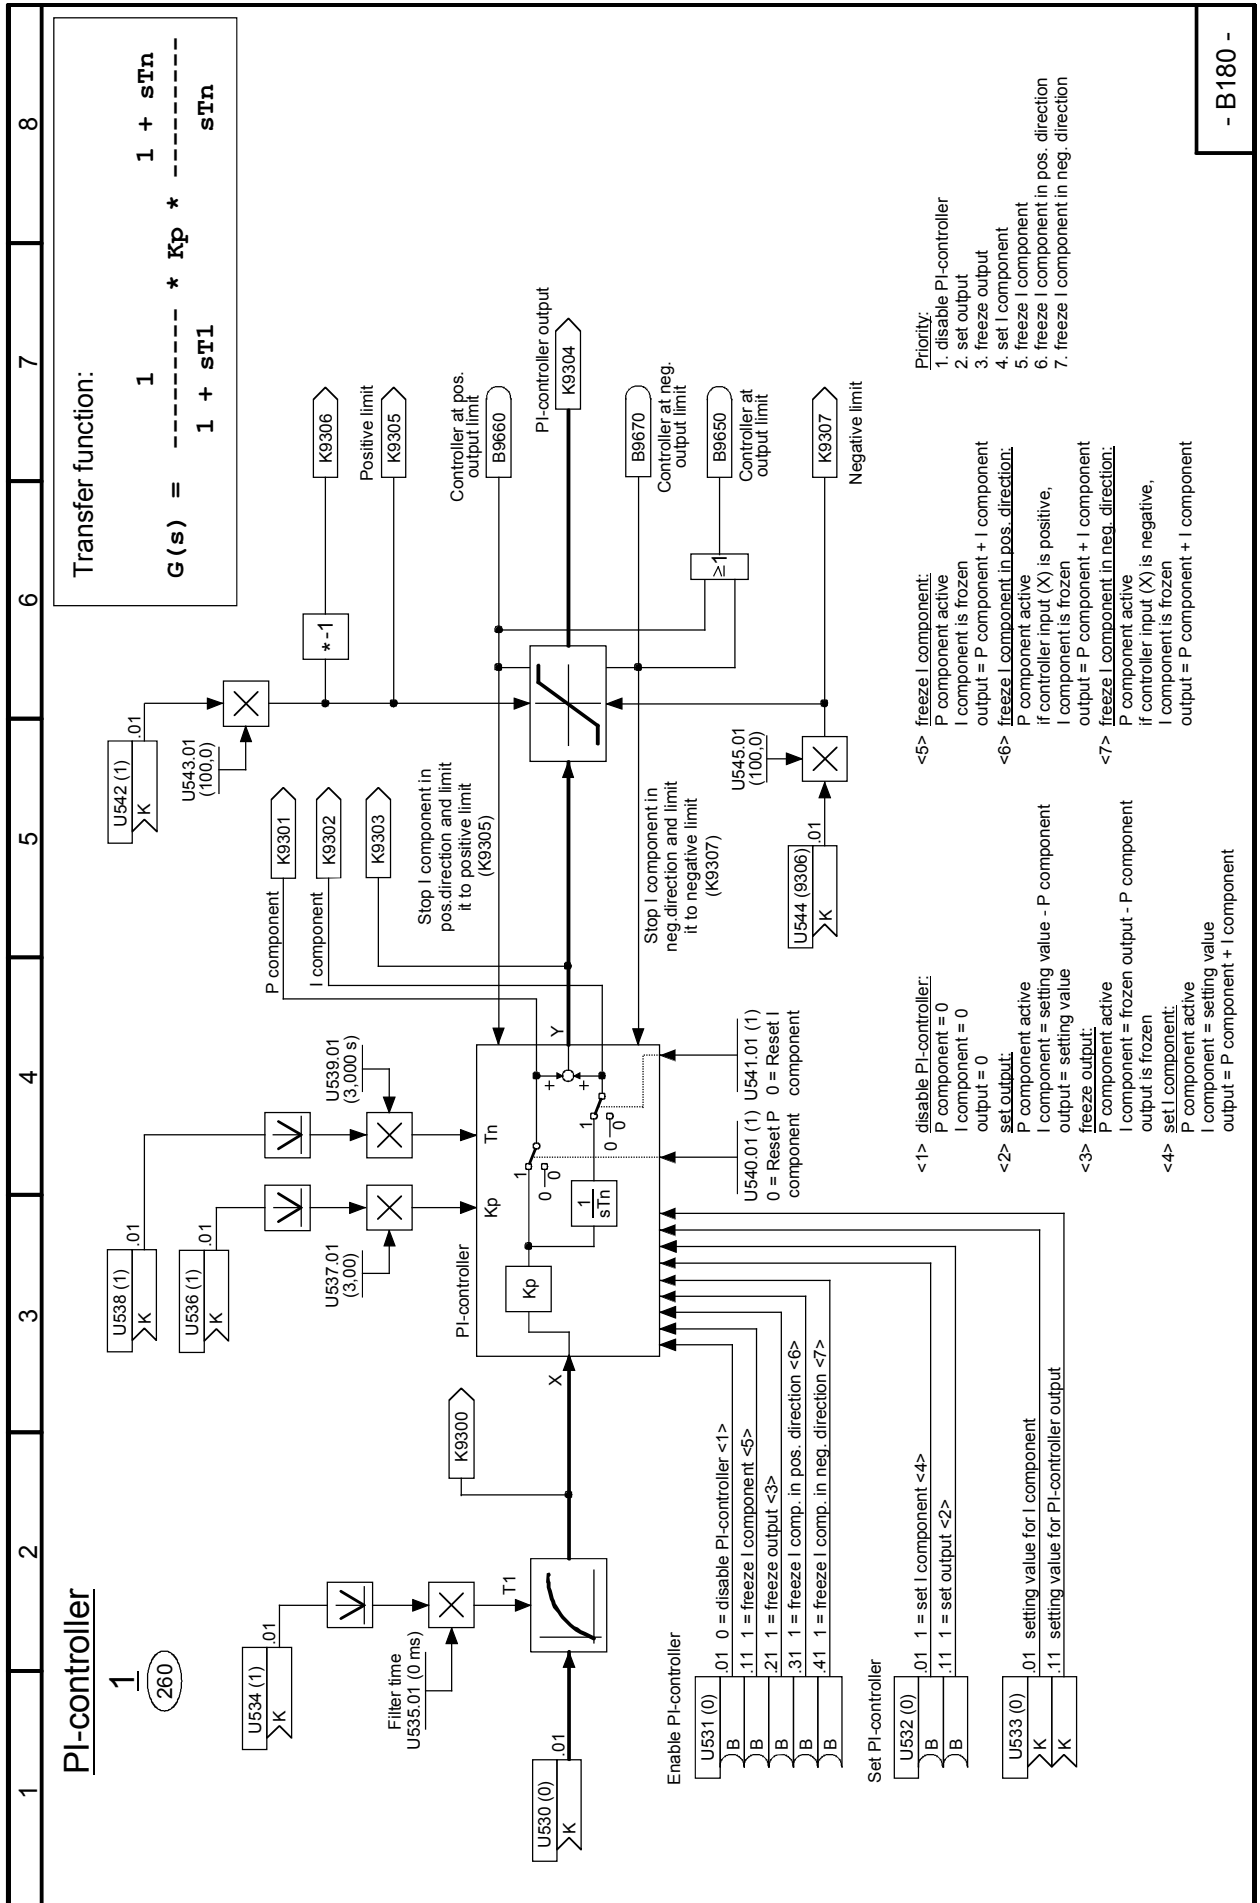 1 2 3 4 5 6 7 8
PI-controller
1
260
Transfer function:
1 1 + sTn
G(s) = -------- * Kp * ----------
1 + sT1 sTn
U534 (1)
K
.01
Filter time
U535.01 (0 ms)
T1
U530 (0)
K
.01
K9300
X
U538 (1)
K
.01
U536 (1)
K
.01
U537.01
(3,00)
U539.01
(3,000 s)
PI-controller
Kp
Tn
Kp
1
sTn
1
0
0
1
0
0
+
+
Y
P component
K9301
I component
K9302
K9303
U540.01 (1)
0 = Reset P
component
U541.01 (1)
0 = Reset I
component
Stop I component in
pos.direction and limit
it to positive limit
(K9305)
Stop I component in
neg.direction and limit
it to negative limit
(K9307)
U542 (1)
K
.01
U543.01
(100,0)
U545.01
(100,0)
U544 (9306)
K
.01
*-1
K9306
Positive limit
K9305
Controller at pos.
output limit
B9660
PI-controller output
K9304
B9670
Controller at neg.
output limit
≥1
B9650
Controller at
output limit
K9307
Negative limit
Enable PI-controller
U531 (0)
B .01 0 = disable PI-controller <1>
B .11 1 = freeze I component <5>
B .21 1 = freeze output <3>
B .31 1 = freeze I comp. in pos. direction <6>
B .41 1 = freeze I comp. in neg. direction <7>
Set PI-controller
U532 (0)
B .01 1 = set I component <4>
B .11 1 = set output <2>
U533 (0)
K .01 setting value for I component
K .11 setting value for PI-controller output
<1> disable PI-controller:
P component = 0
I component = 0
output = 0
<2> set output:
P component active
I component = setting value - P component
output = setting value
<3> freeze output:
P component active
I component = frozen output - P component
output is frozen
<4> set I component:
P component active
I component = setting value
output = P component + I component
<5> freeze I component:
P component active
I component is frozen
output = P component + I component
<6> freeze I component in pos. direction:
P component active
if controller input (X) is positive,
I component is frozen
output = P component + I component
<7> freeze I component in neg. direction:
P component active
if controller input (X) is negative,
I component is frozen
output = P component + I component
Priority:
1. disable PI-controller
2. set output
3. freeze output
4. set I component
5. freeze I component
6. freeze I component in pos. direction
7. freeze I component in neg. direction
- B180 -